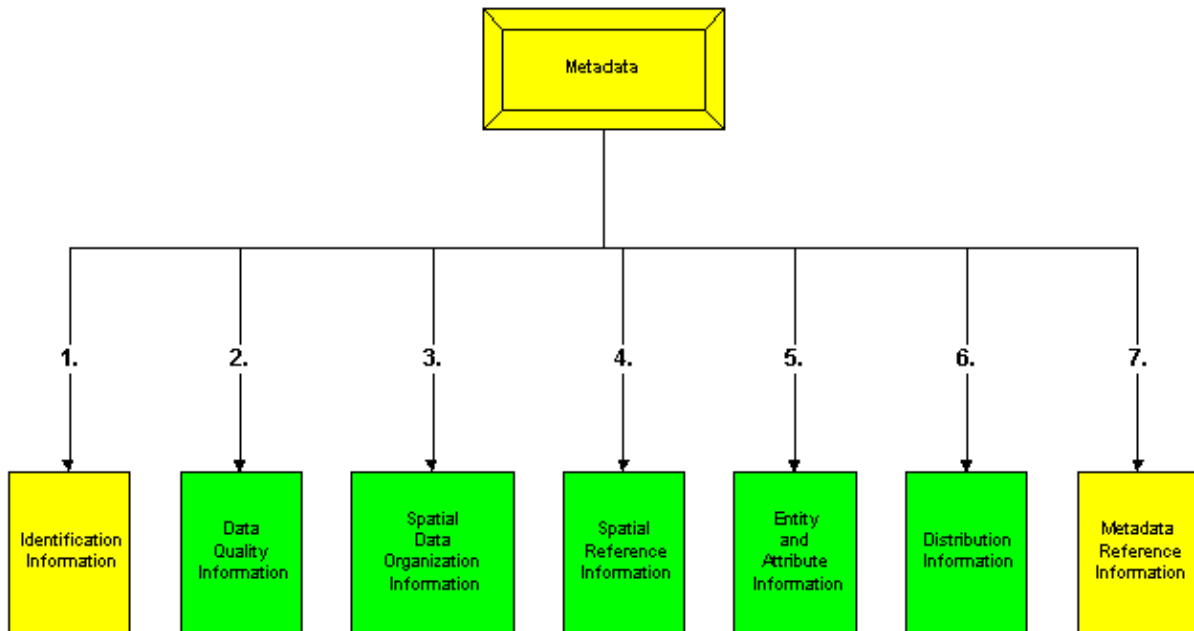 Metadata
1.
2.
3.
4.
5.
6.
7.
Identification
Information
Data
Quality
Information
Spatial
Data
Organization
Information
Spatial
Reference
Information
Entity
and
Attribute
Information
Distribution
Information
Metadata
Reference
Information